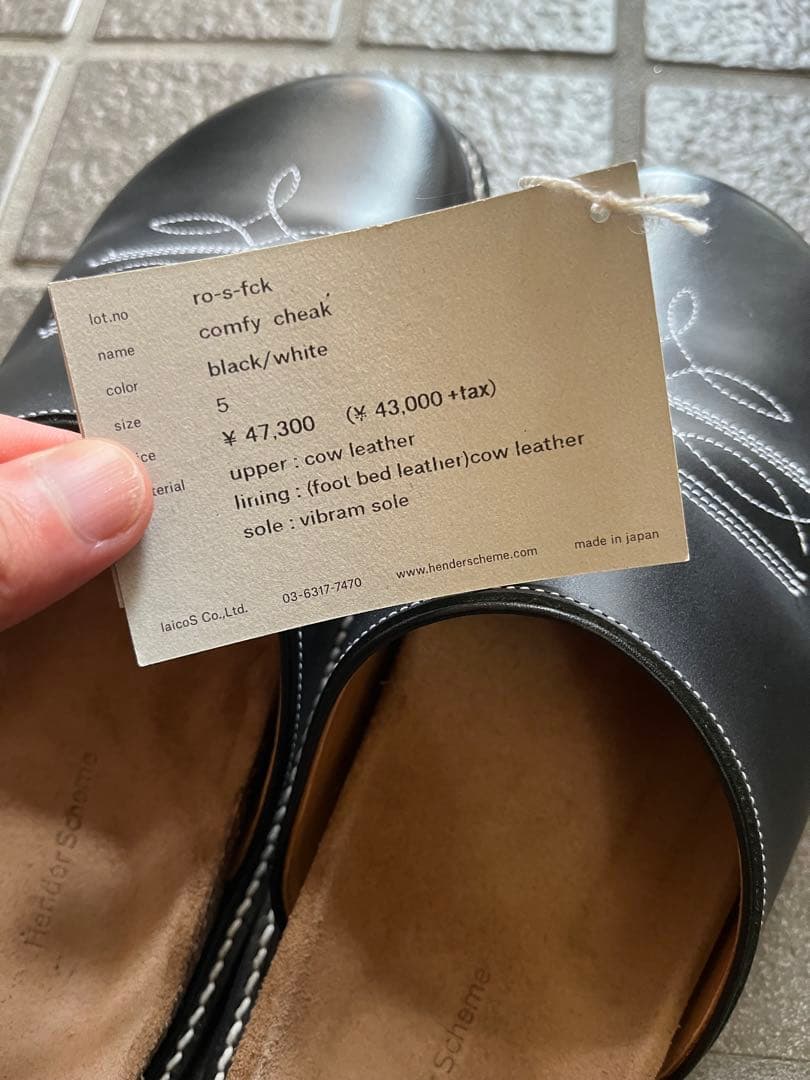 lot.no ro-s-fck
name comfy cheak
color black/white
size 5
ice ¥ 47,300 (¥ 43,000 +tax)
terial upper : cow leather
lining : (foot bed leather)cow leather
sole : vibram sole
laicoS Co.,Ltd. 03-6317-7470 www.henderscheme.com made in japan
Hender Scheme
Scheme